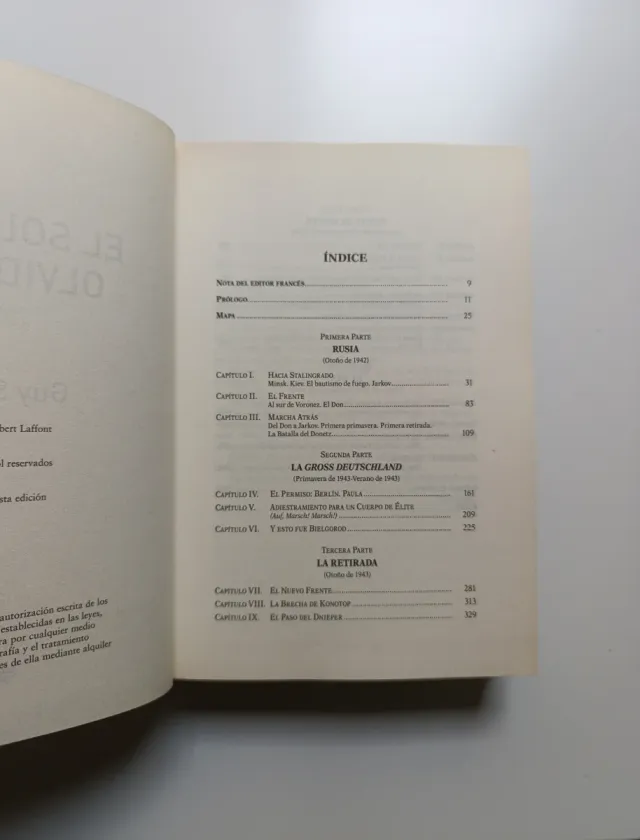 bert Laffont
l reservados
sta edición
autorización escrita de los
establecidas en las leyes,
ra por cualquier medio
rafía y el tratamiento
es de ella mediante alquiler
ÍNDICE
Nota del editor francés 9
Prólogo 11
Mapa 25
Primera Parte
RUSIA
(Otoño de 1942)
Capítulo I. Hacia Stalingrado
Minsk. Kiev. El bautismo de fuego. Jarkov 31
Capítulo II. El Frente
Al sur de Voronev. El Don 83
Capítulo III. Marcha Atrás
Del Don a Jarkov. Primera primavera. Primera retirada.
La Batalla del Donetz 109
Segunda Parte
LA GROSS DEUTSCHLAND
(Primavera de 1943-Verano de 1943)
Capítulo IV. El Permiso: Berlín. Paula 161
Capítulo V. Adiestramiento para un Cuerpo de Élite
(Auf, Marsch! Marsch!) 209
Capítulo VI. Y esto fue Bielgorod 225
Tercera Parte
LA RETIRADA
(Otoño de 1943)
Capítulo VII. El Nuevo Frente 281
Capítulo VIII. La Brecha de Konotop 313
Capítulo IX. El Paso del Dnieper 329